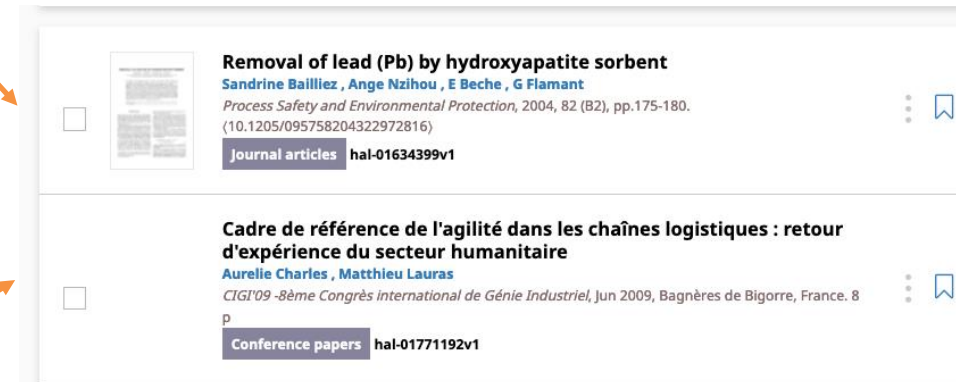 Removal of lead (Pb) by hydroxyapatite sorbent
Sandrine Bailliez , Ange Nzihou , E Beche , G Flamant
Process Safety and Environmental Protection, 2004, 82 (B2), pp.175-180.
⟨10.1205/095758204322972816⟩
Journal articles hal-01634399v1
Cadre de référence de l'agilité dans les chaînes logistiques : retour
d'expérience du secteur humanitaire
Aurelie Charles , Matthieu Lauras
CIGI'09 -8ème Congrès international de Génie Industriel, Jun 2009, Bagnères de Bigorre, France. 8
p
Conference papers hal-01771192v1